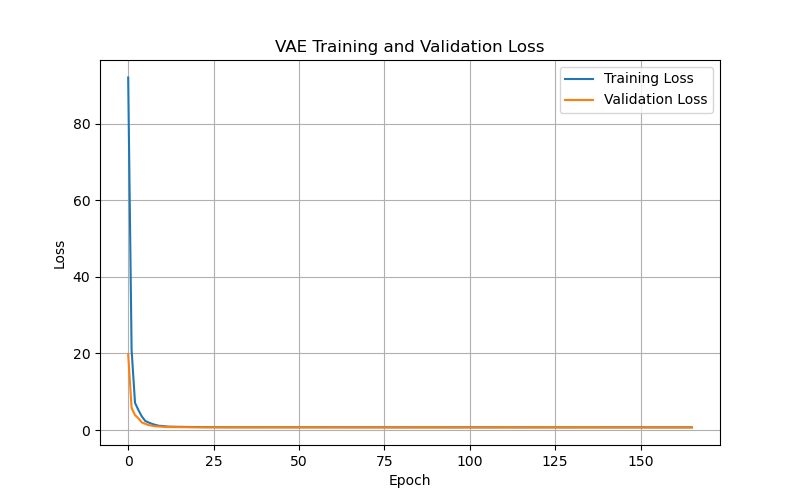 VAE Training and Validation Loss
Training Loss
Validation Loss
80
60
40
20
0
Loss
0 25 50 75 100 125 150
Epoch